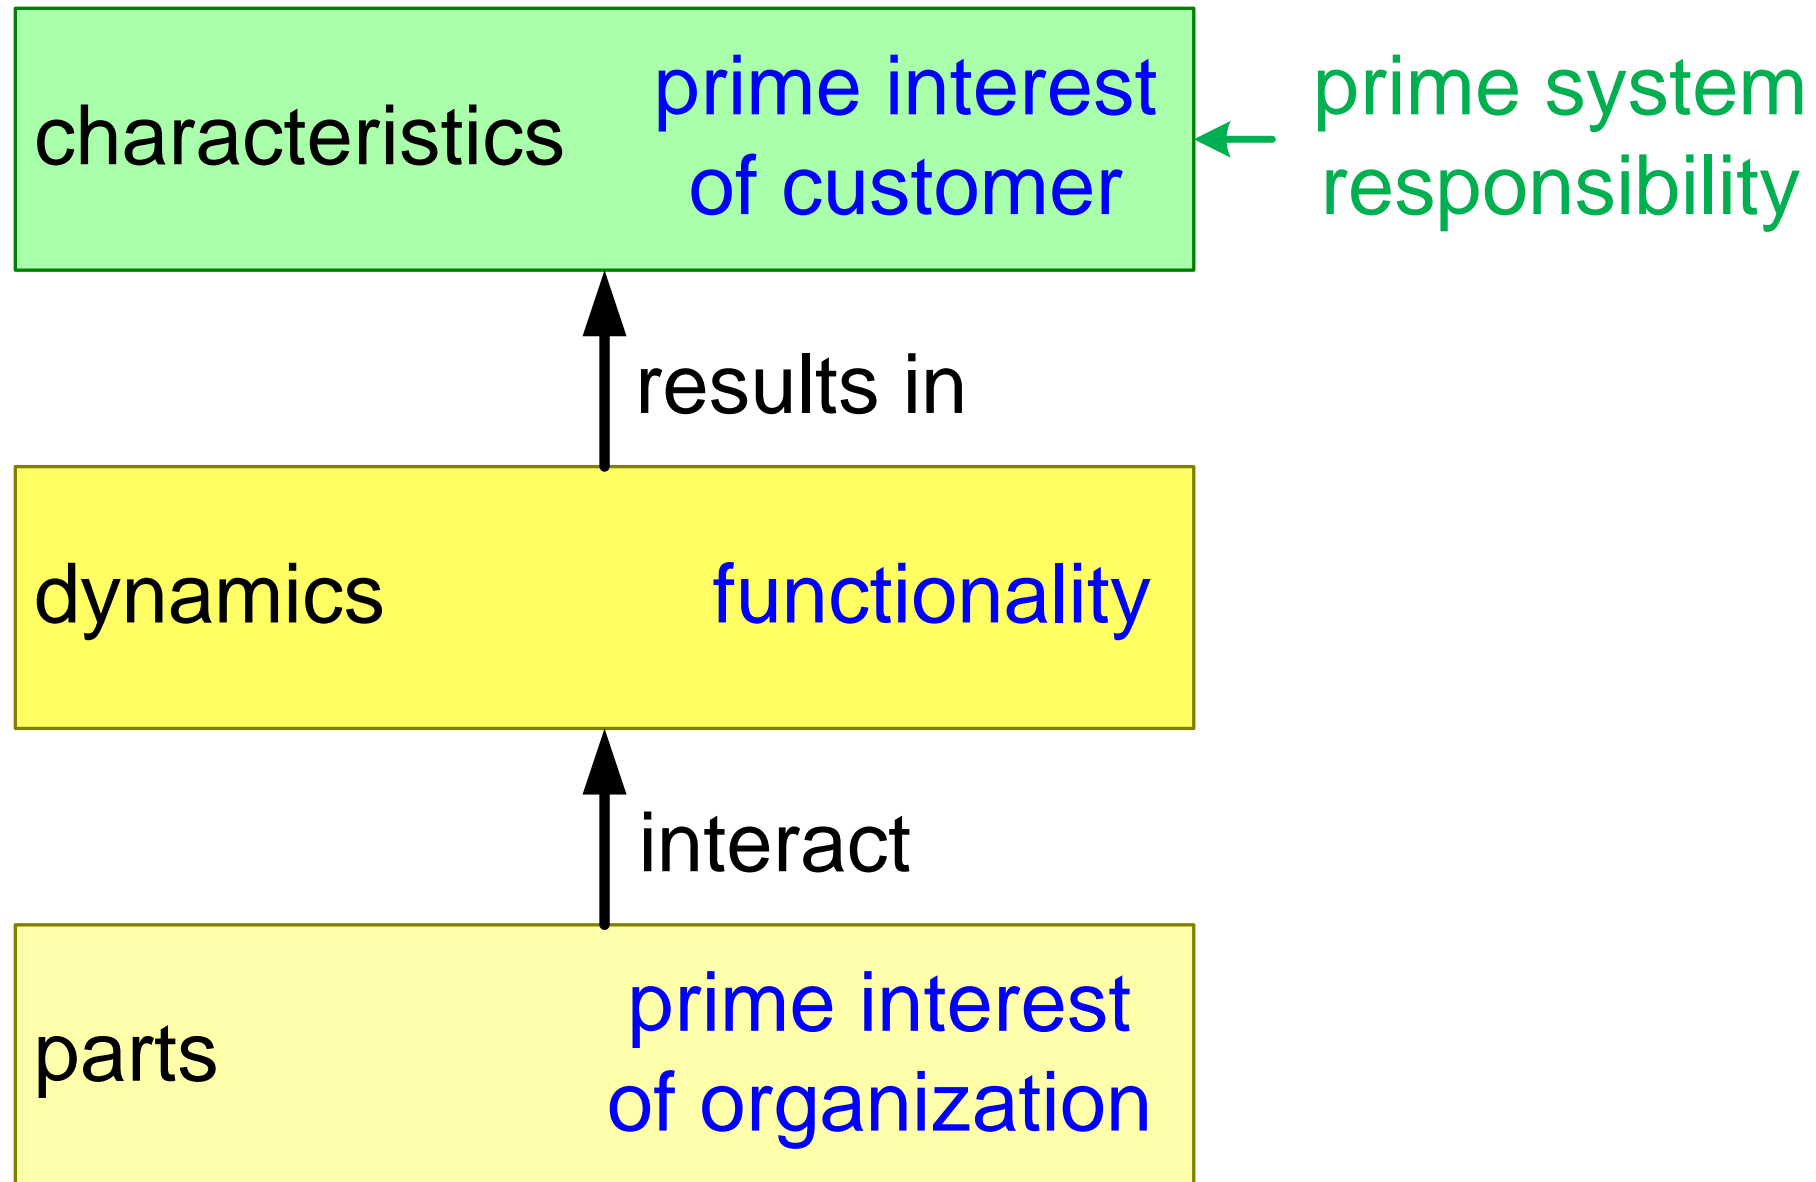 characteristics
prime interest
of customer
prime system
responsibility
results in
dynamics
functionality
interact
parts
prime interest
of organization